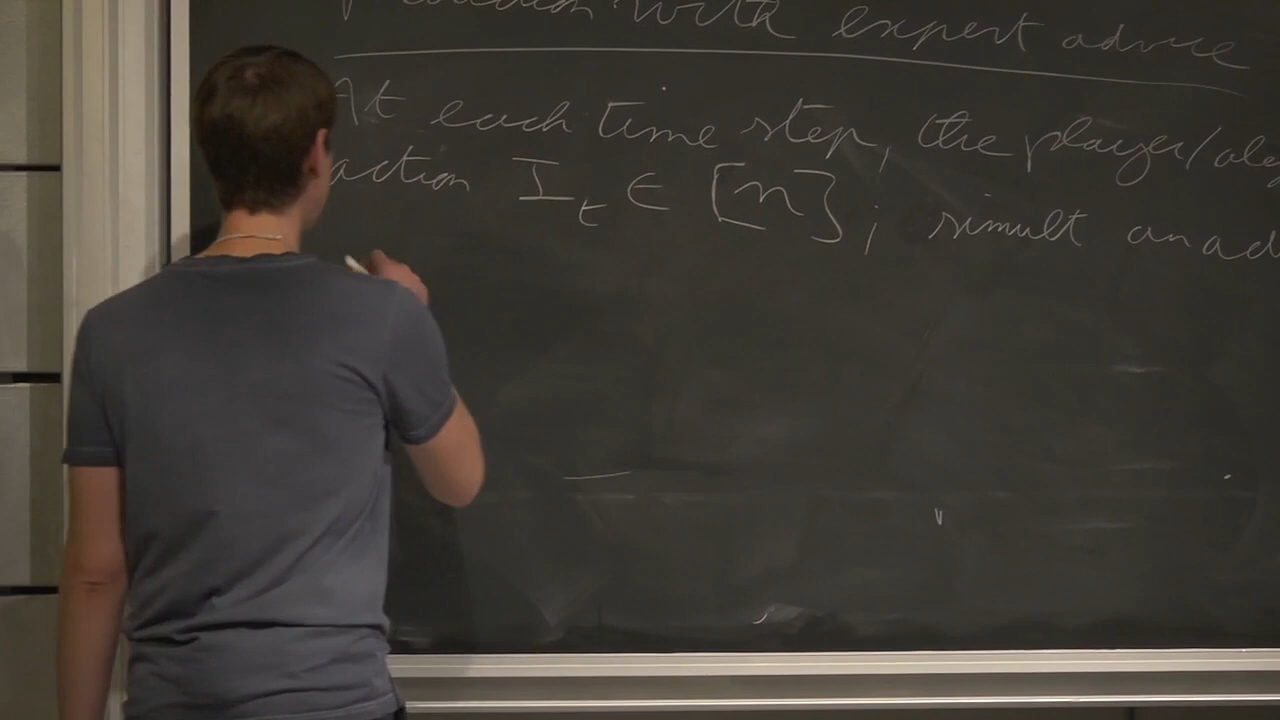 with expert advice
At each time step, the player/alg
action I_t ∈ [n]; simult an ad